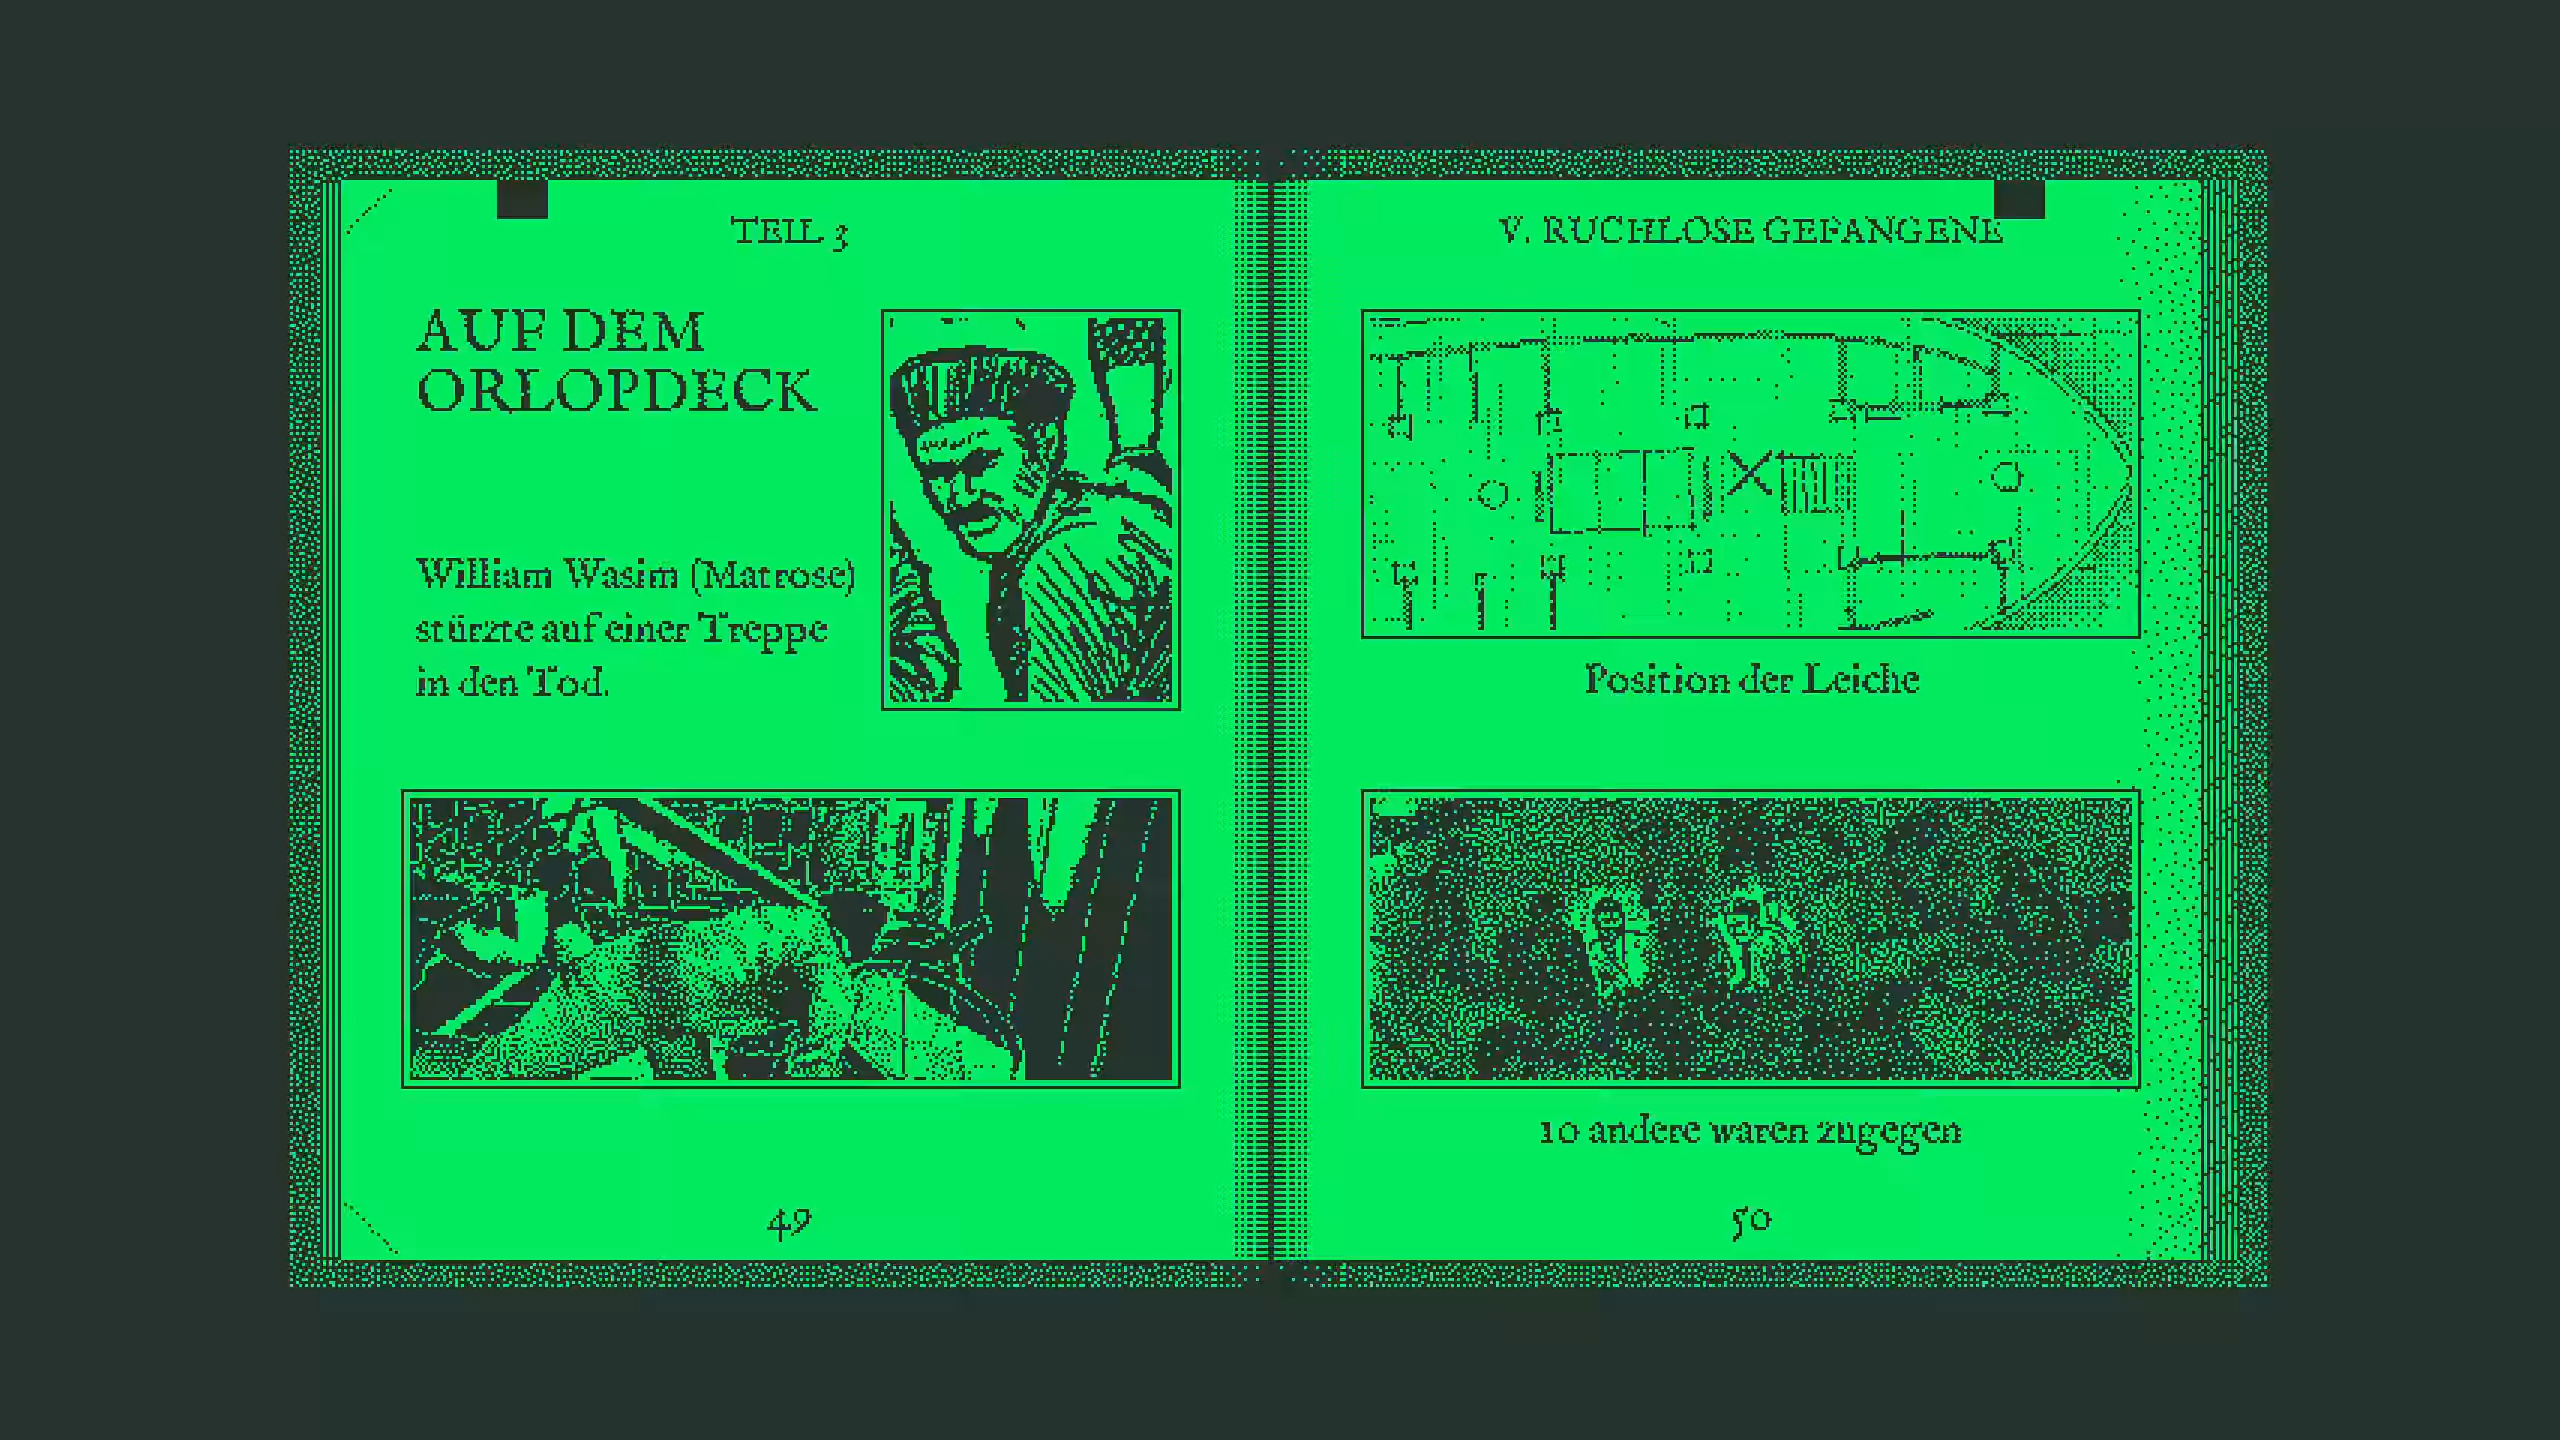 TEIL 3
AUF DEM
ORLOPDECK
William Wasim (Matrose)
stürzte auf einer Treppe
in den Tod.
49
V. RUCHLOSE GEFANGENE
Position der Leiche
10 andere waren zugegen
50